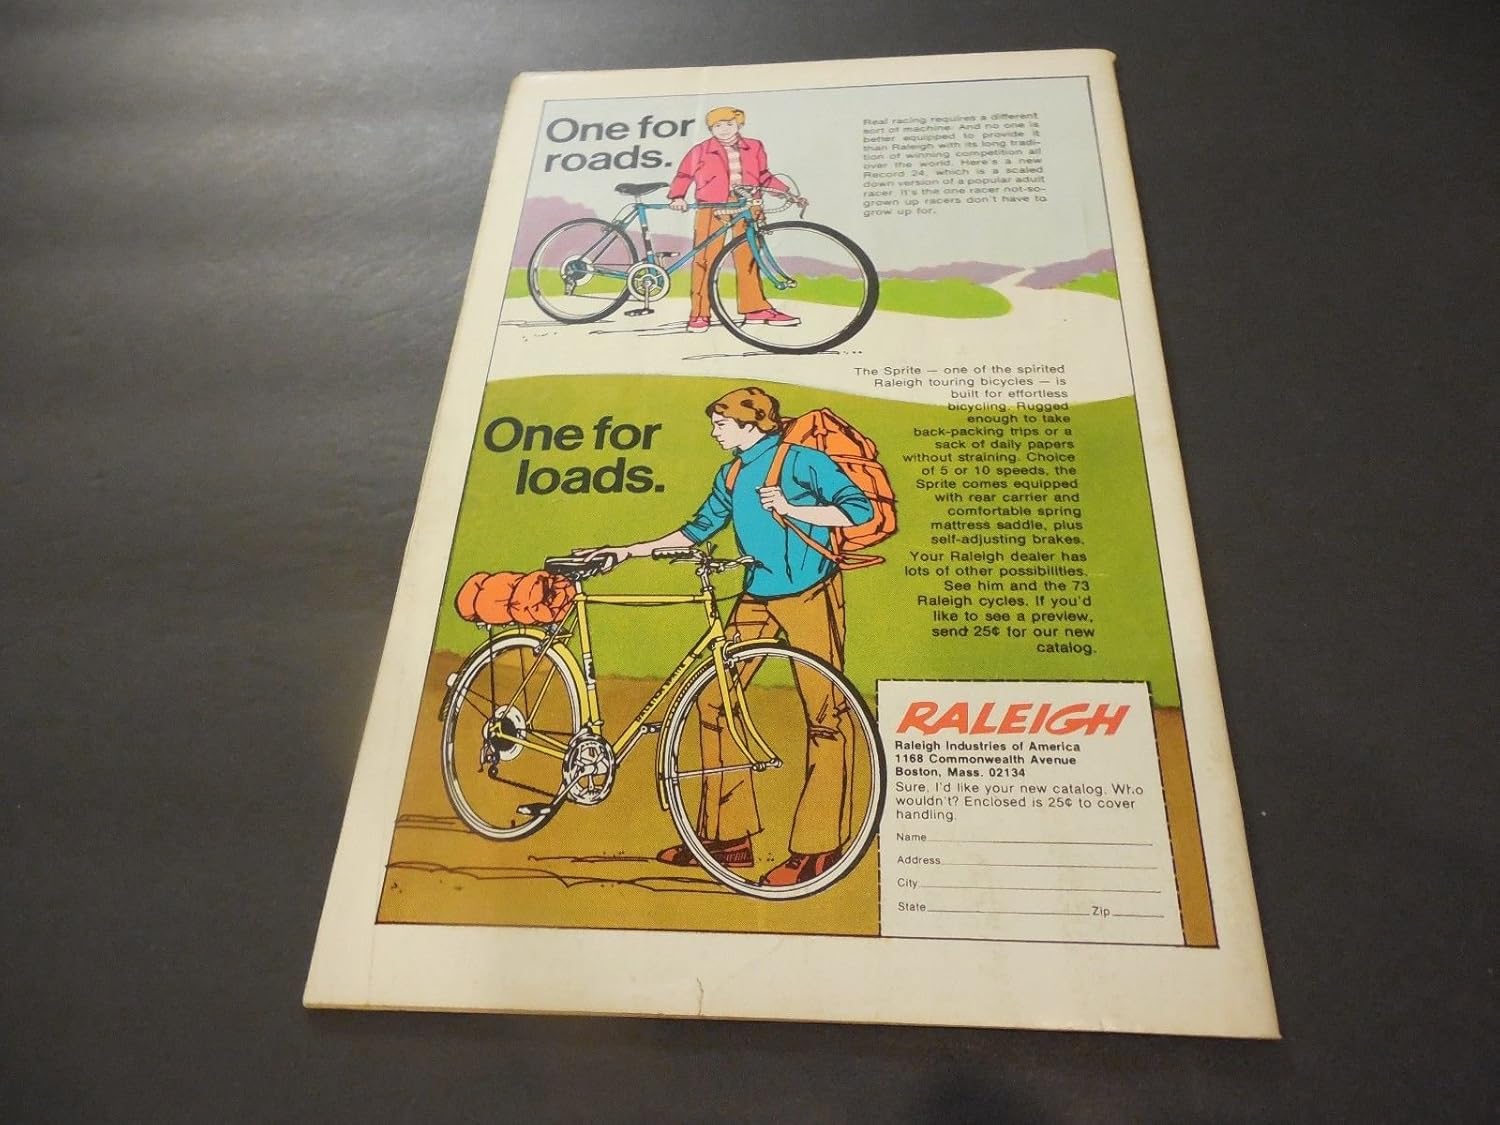 One for
roads.
Real racing requires a different
sort of machine. And no one is
better equipped to provide it
than Raleigh with its long tradi-
tion of winning competition all
over the world. Here's a new
Record 24, which is a scaled
down version of a popular adult
racer. It's the one racer not-so-
grown up racers don't have to
grow up for.
The Sprite — one of the spirited
Raleigh touring bicycles — is
built for effortless
bicycling. Rugged
enough to take
back-packing trips or a
sack of daily papers
without straining. Choice
of 5 or 10 speeds, the
Sprite comes equipped
with rear carrier and
comfortable spring
mattress saddle, plus
self-adjusting brakes.
Your Raleigh dealer has
lots of other possibilities.
See him and the 73
Raleigh cycles. If you'd
like to see a preview,
send 25¢ for our new
catalog.
One for
loads.
RALEIGH
Raleigh Industries of America
1168 Commonwealth Avenue
Boston, Mass. 02134
Sure, I'd like your new catalog. Who
wouldn't? Enclosed is 25¢ to cover
handling.
Name
Address
City
State Zip